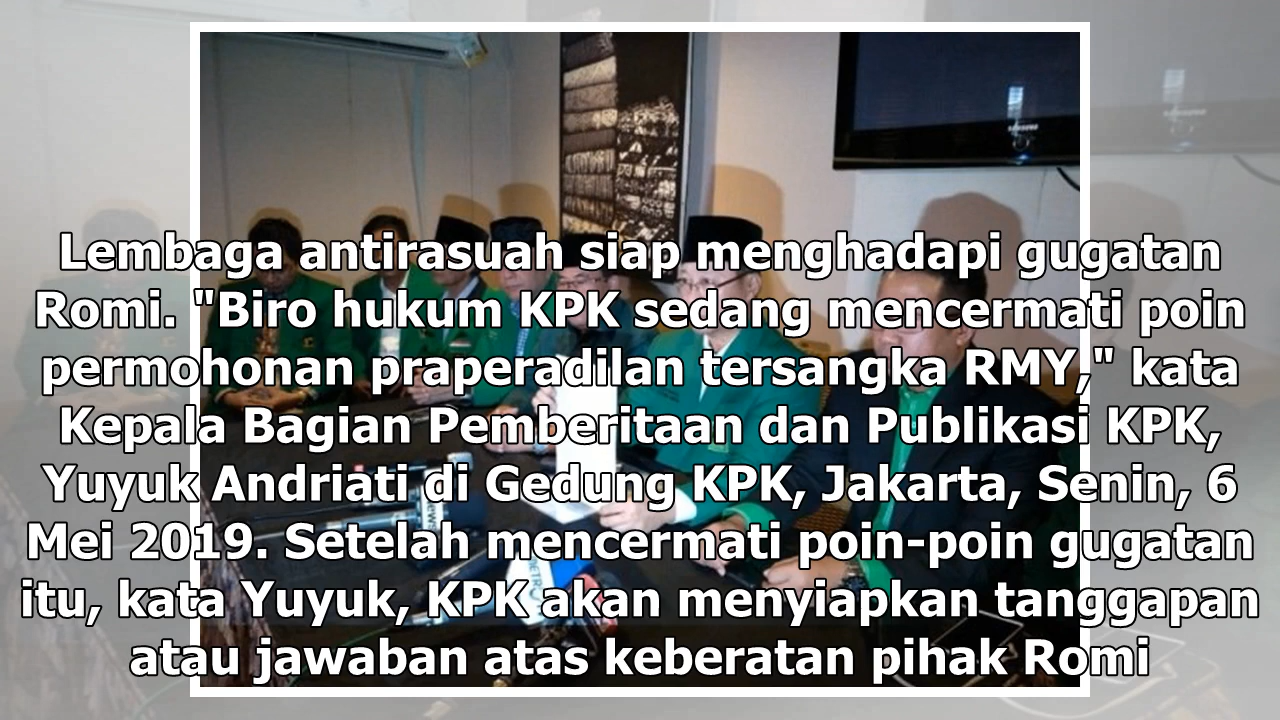 SAMSUNG
Lembaga antirasuah siap menghadapi gugatan
Romi. "Biro hukum KPK sedang mencermati poin
permohonan praperadilan tersangka RMY," kata
Kepala Bagian Pemberitaan dan Publikasi KPK,
Yuyuk Andriati di Gedung KPK, Jakarta, Senin, 6
Mei 2019. Setelah mencermati poin-poin gugatan
itu, kata Yuyuk, KPK akan menyiapkan tanggapan
atau jawaban atas keberatan pihak Romi